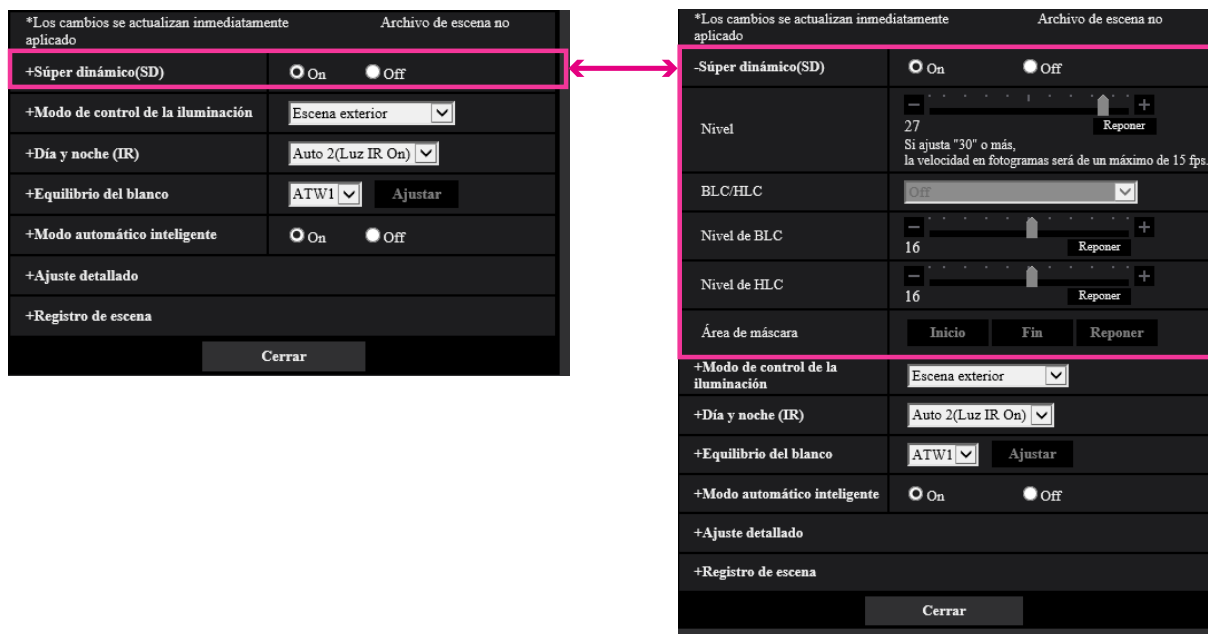 *Los cambios se actualizan inmediatamente Archivo de escena no
aplicado
+Súper dinámico(SD) On Off
+Modo de control de la iluminación Escena exterior
+Día y noche (IR) Auto 2(Luz IR On)
+Equilibrio del blanco ATW1 Ajustar
+Modo automático inteligente On Off
+Ajuste detallado
+Registro de escena
Cerrar
*Los cambios se actualizan inmediatamente Archivo de escena no
aplicado
-Súper dinámico(SD) On Off
Nivel
27 Reponer
Si ajusta "30" o más,
la velocidad en fotogramas será de un máximo de 15 fps.
BLC/HLC Off
Nivel de BLC
16 Reponer
Nivel de HLC
16 Reponer
Área de máscara Inicio Fin Reponer
+Modo de control de la
iluminación Escena exterior
+Día y noche (IR) Auto 2(Luz IR On)
+Equilibrio del blanco ATW1 Ajustar
+Modo automático inteligente On Off
+Ajuste detallado
+Registro de escena
Cerrar